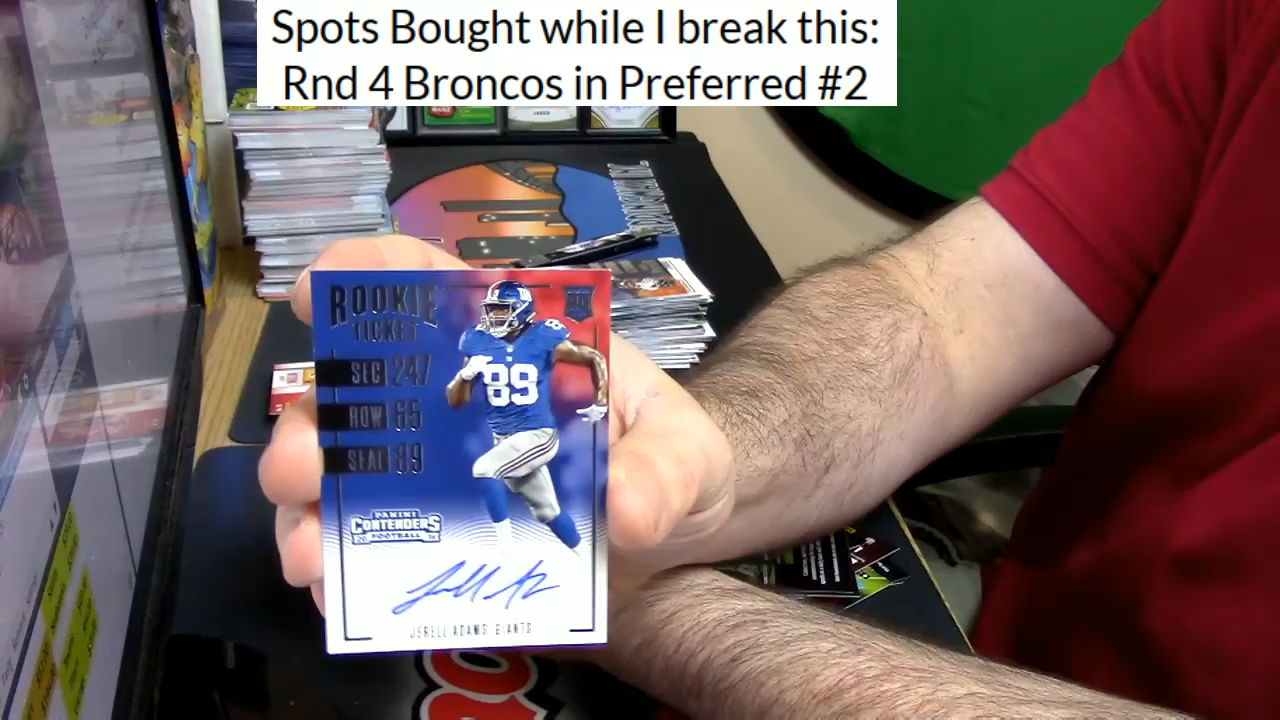 Spots Bought while I break this:
Rnd 4 Broncos in Preferred #2
ROOKIE
TICKET
SEC 247
ROW 65
SEAT 89
89
PANINI
CONTENDERS
FOOTBALL
JERELL ADAMS GIANTS